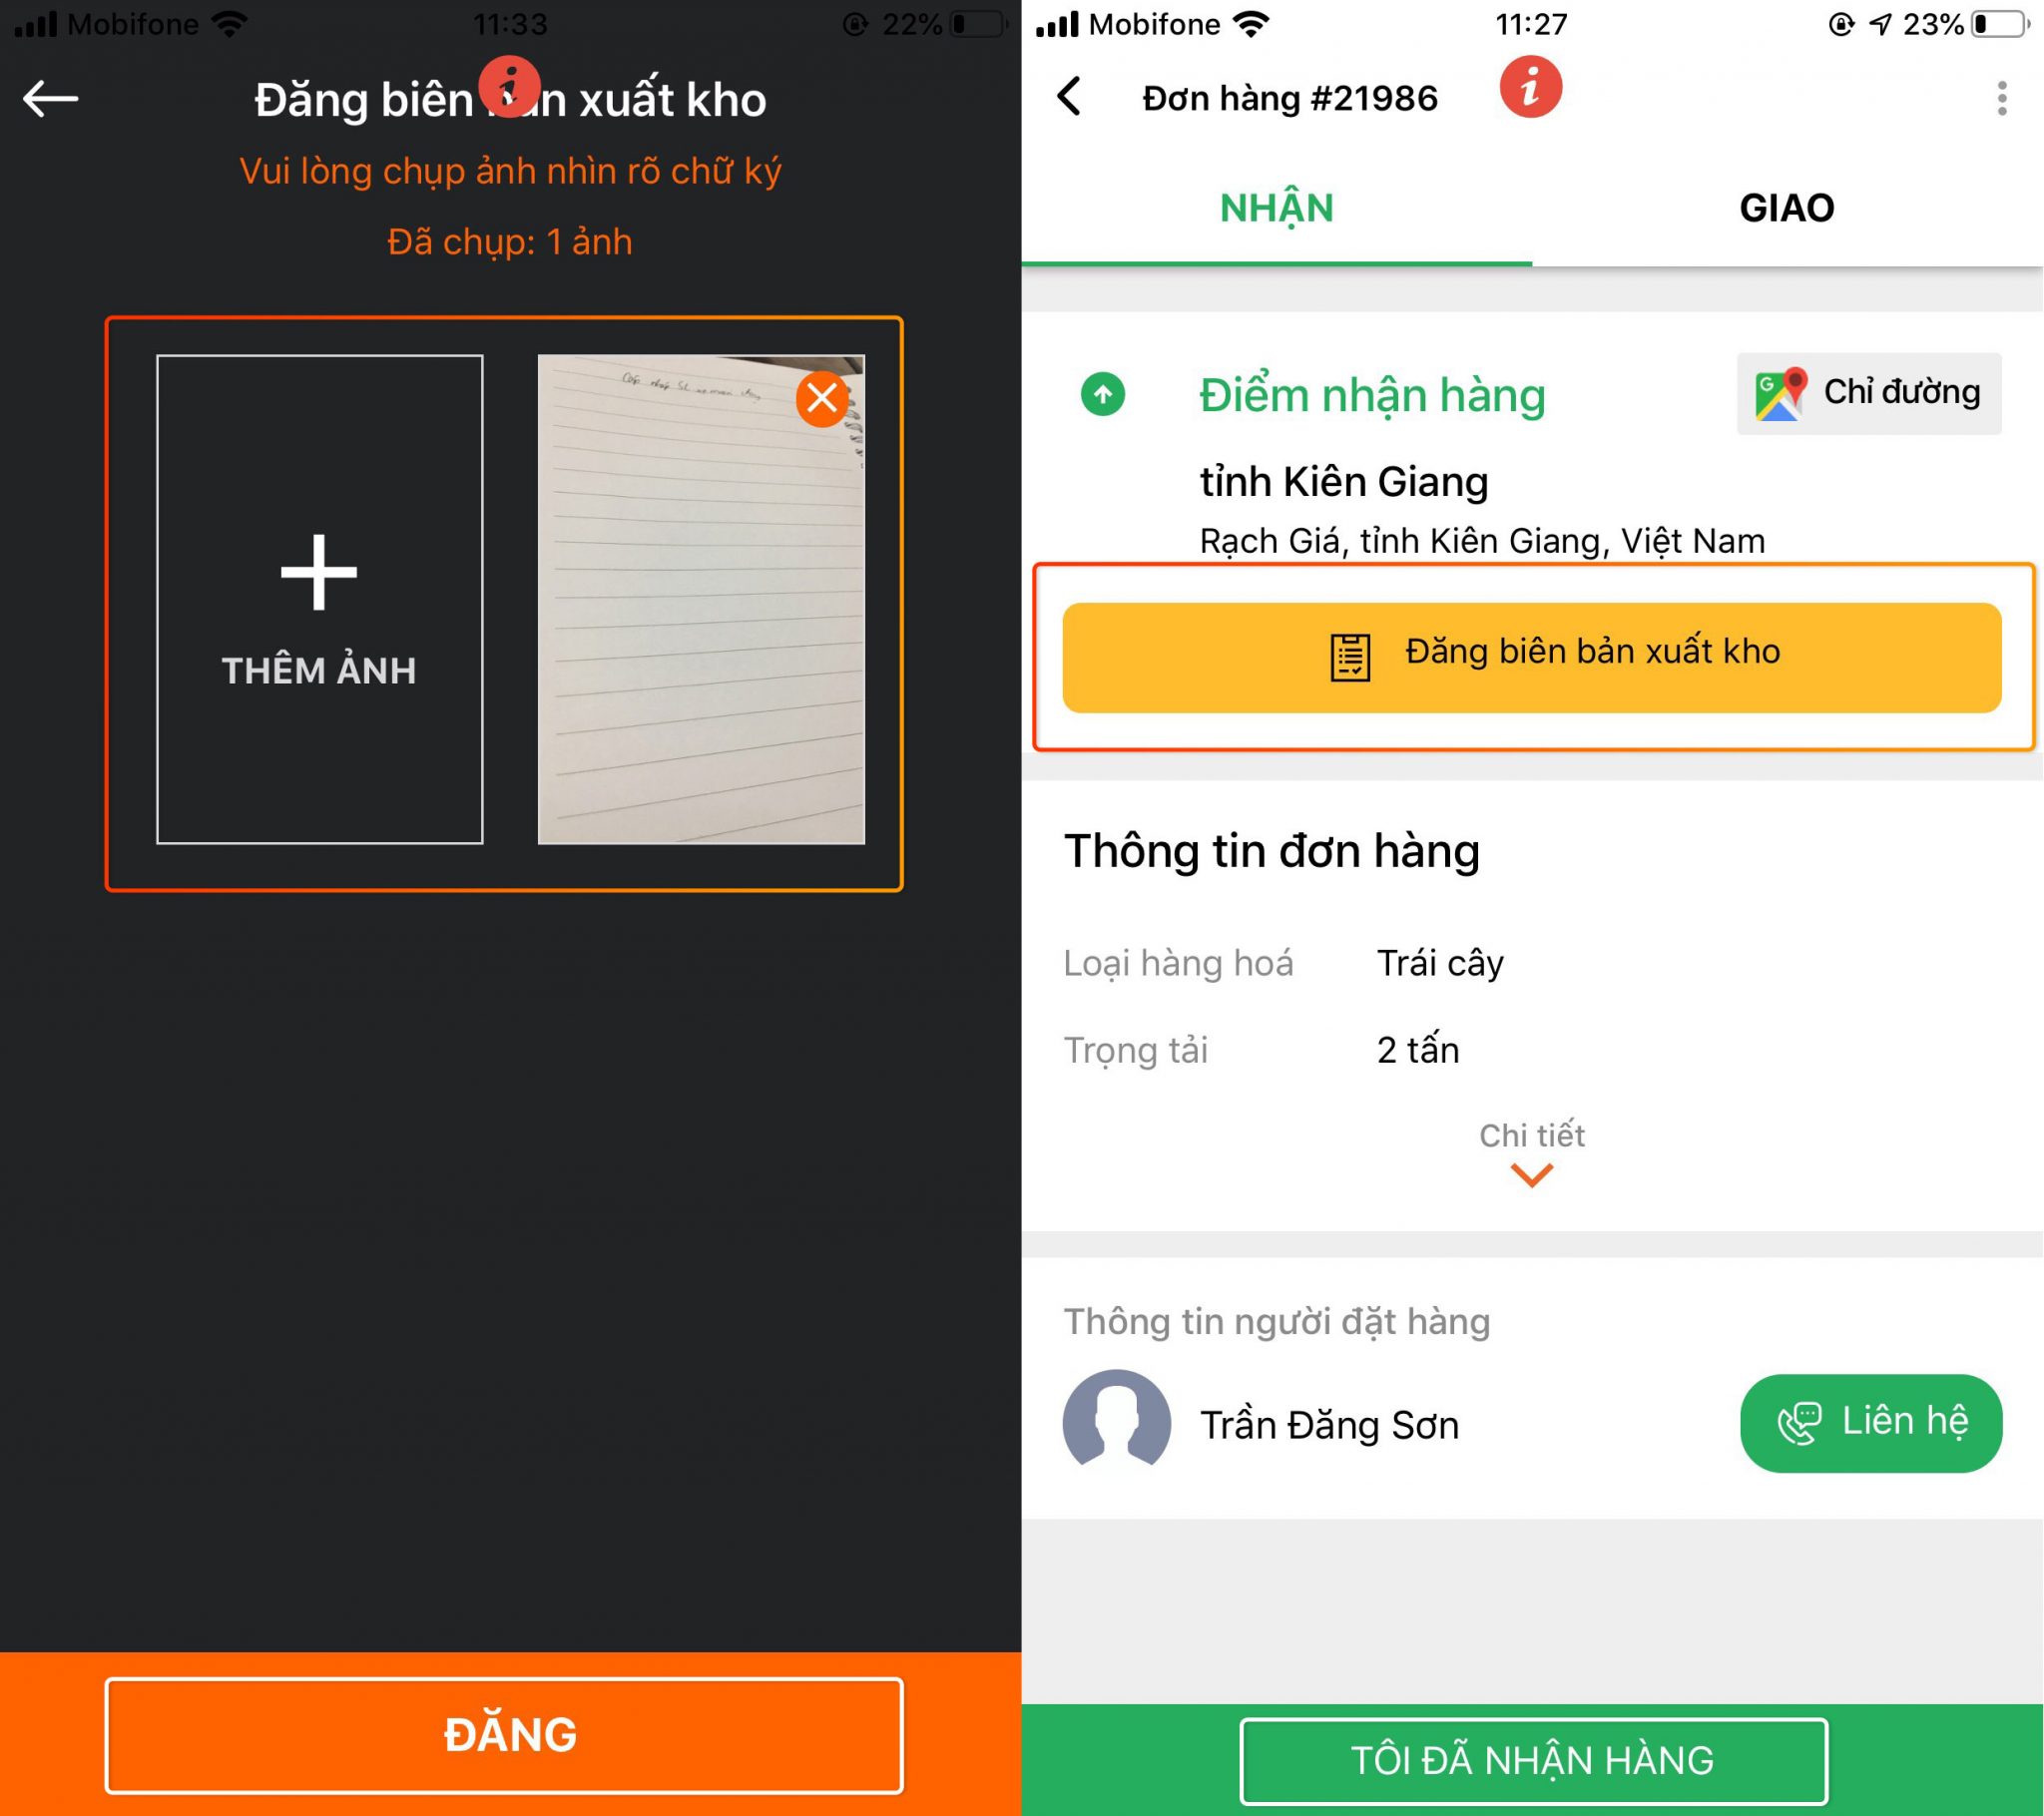 Mobifone 11:33 22%
Đăng biên n xuất kho
Vui lòng chụp ảnh nhìn rõ chữ ký
Đã chụp: 1 ảnh
THÊM ẢNH
ĐĂNG
Mobifone 11:27 23%
Đơn hàng #21986
NHẬN GIAO
Điểm nhận hàng Chỉ đường
tỉnh Kiên Giang
Rạch Giá, tỉnh Kiên Giang, Việt Nam
Đăng biên bản xuất kho
Thông tin đơn hàng
Loại hàng hoá Trái cây
Trọng tải 2 tấn
Chi tiết
Thông tin người đặt hàng
Trần Đăng Sơn Liên hệ
TÔI ĐÃ NHẬN HÀNG